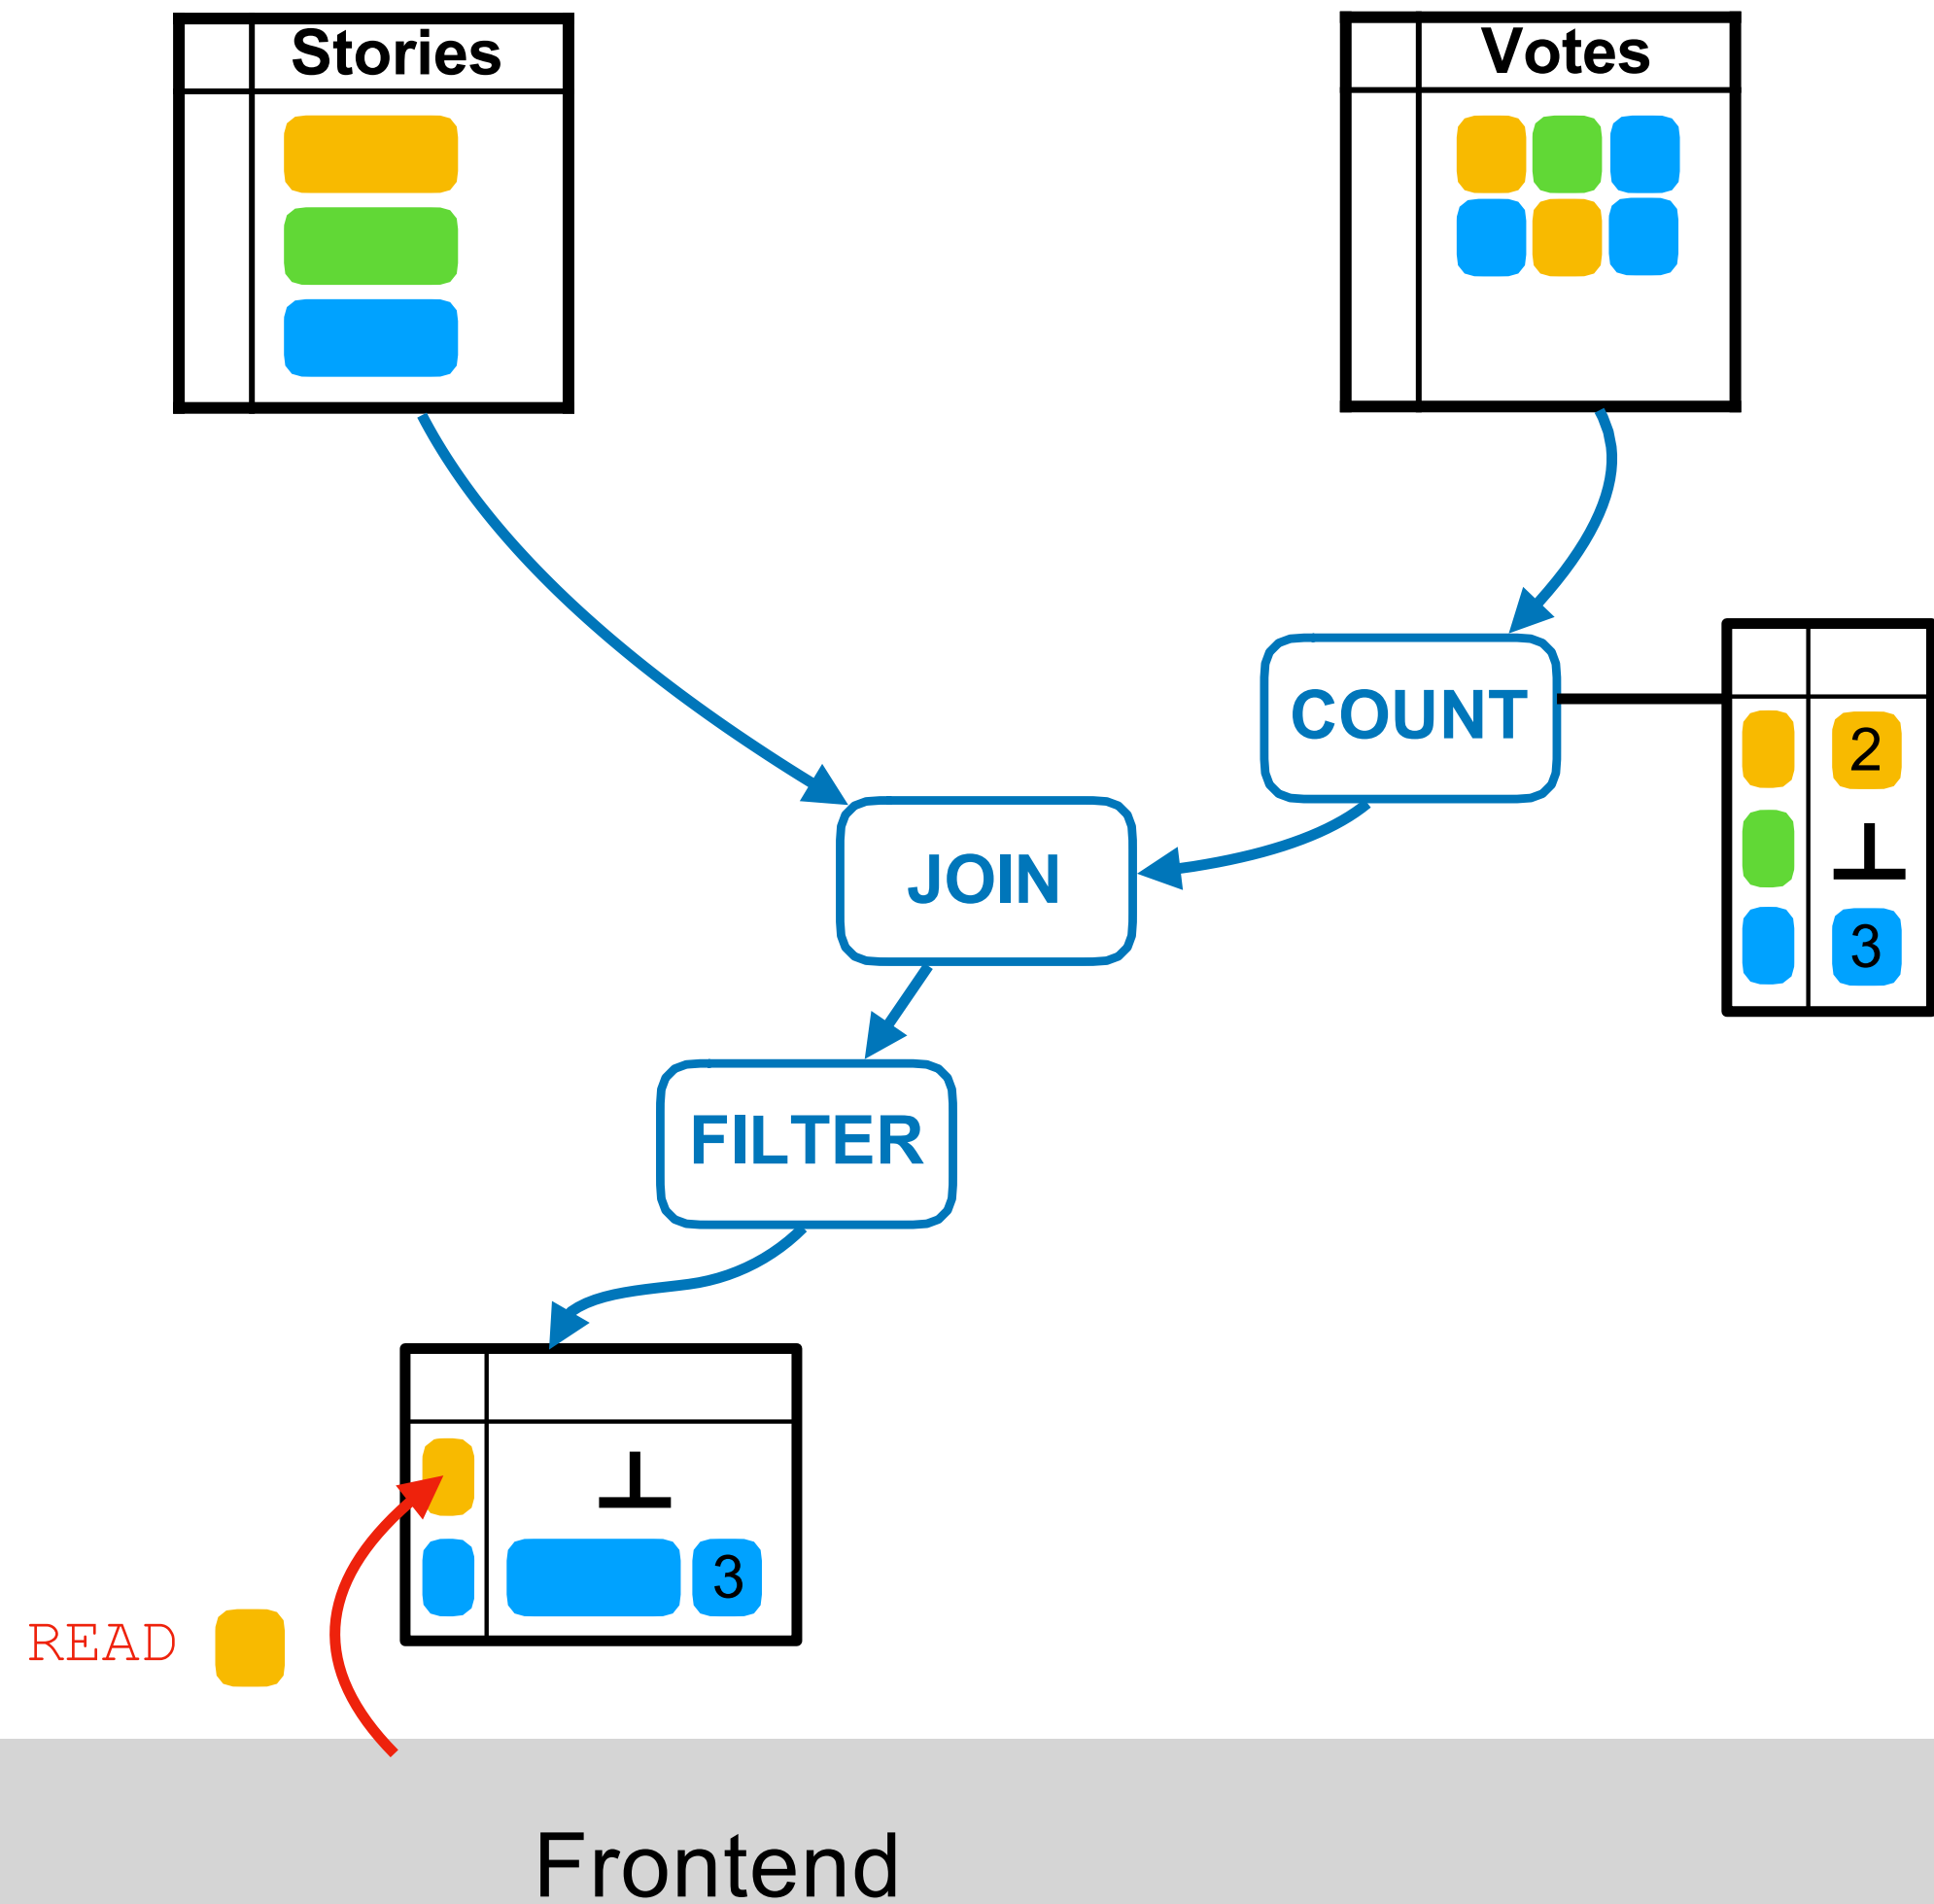 Stories
Votes
COUNT
2
JOIN
⊥
3
FILTER
⊥
3
READ
Frontend